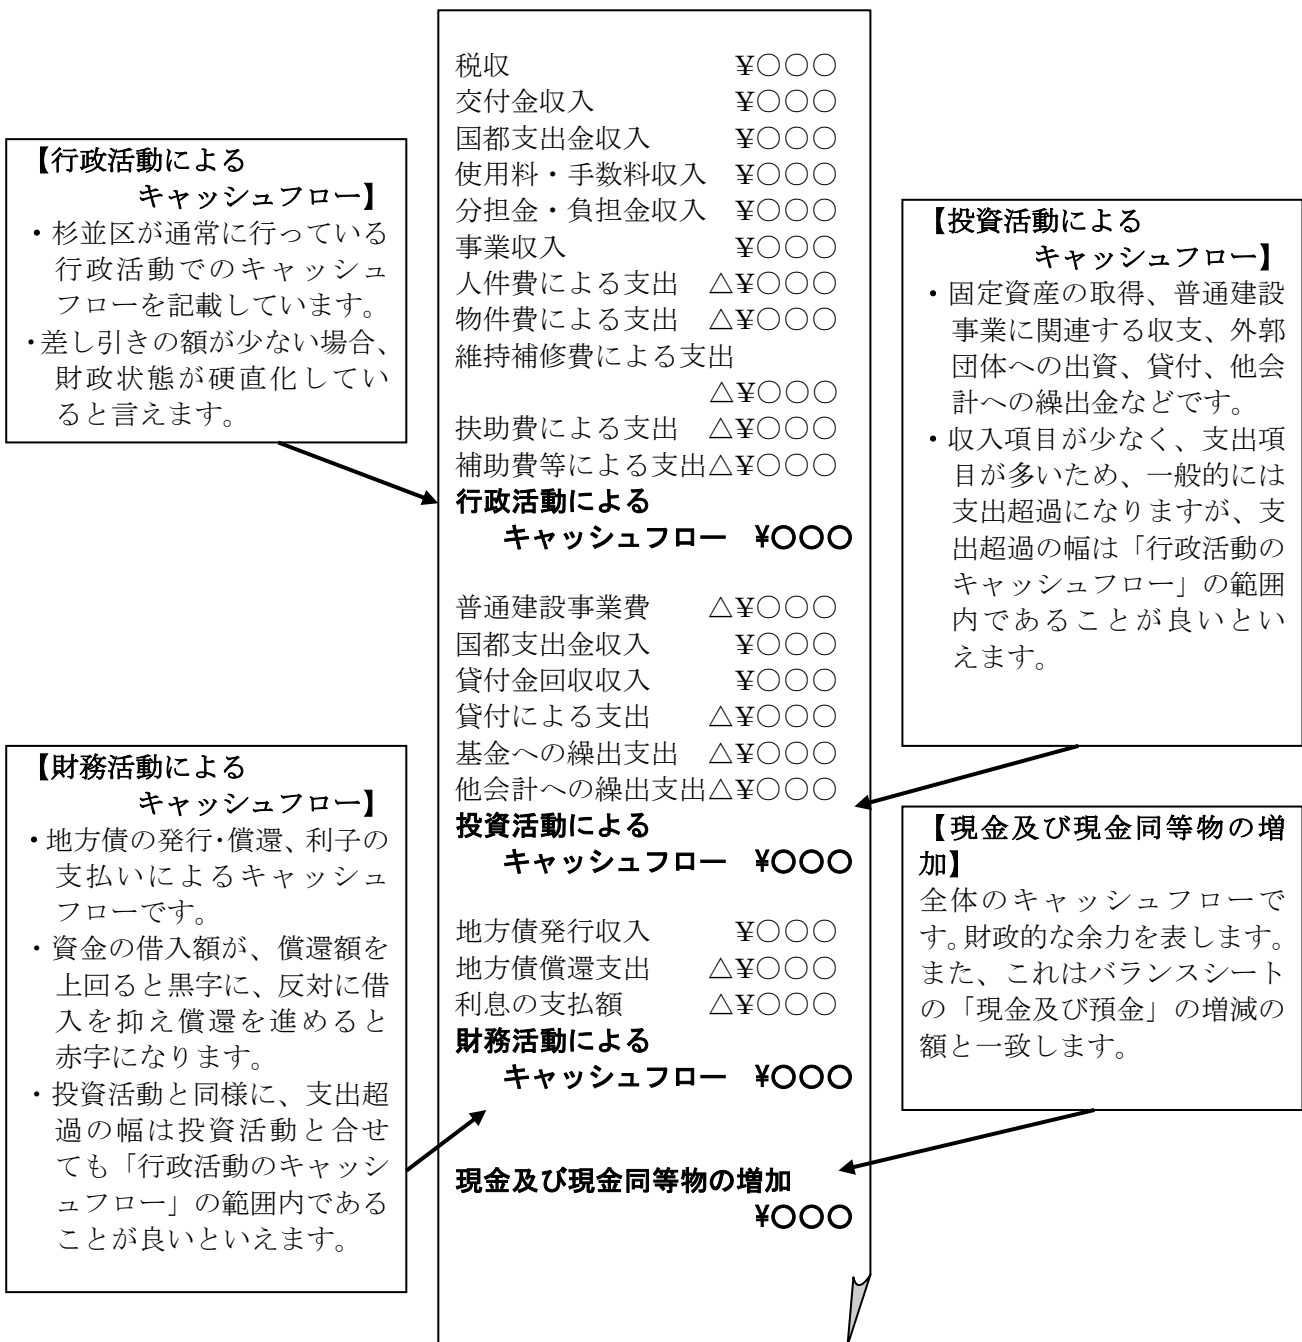 税収 ¥○○○
交付金収入 ¥○○○
国都支出金収入 ¥○○○
使用料・手数料収入 ¥○○○
分担金・負担金収入 ¥○○○
事業収入 ¥○○○
人件費による支出 △¥○○○
物件費による支出 △¥○○○
維持補修費による支出
△¥○○○
扶助費による支出 △¥○○○
補助費等による支出△¥○○○
行政活動による
キャッシュフロー ¥○○○
普通建設事業費 △¥○○○
国都支出金収入 ¥○○○
貸付金回収収入 ¥○○○
貸付による支出 △¥○○○
基金への繰出支出 △¥○○○
他会計への繰出支出△¥○○○
投資活動による
キャッシュフロー ¥○○○
地方債発行収入 ¥○○○
地方債償還支出 △¥○○○
利息の支払額 △¥○○○
財務活動による
キャッシュフロー ¥○○○
現金及び現金同等物の増加
¥○○○
【行政活動による
キャッシュフロー】
・杉並区が通常に行っている
行政活動でのキャッシュ
フローを記載しています。
・差し引きの額が少ない場合、
財政状態が硬直化してい
ると言えます。
【財務活動による
キャッシュフロー】
・地方債の発行・償還、利子の
支払いによるキャッシュ
フローです。
・資金の借入額が、償還額を
上回ると黒字に、反対に借
入を抑え償還を進めると
赤字になります。
・投資活動と同様に、支出超
過の幅は投資活動と合せ
ても「行政活動のキャッシ
ュフロー」の範囲内である
ことが良いといえます。
【投資活動による
キャッシュフロー】
・固定資産の取得、普通建設
事業に関連する収支、外郭
団体への出資、貸付、他会
計への繰出金などです。
・収入項目が少なく、支出項
目が多いため、一般的には
支出超過になりますが、支
出超過の幅は「行政活動の
キャッシュフロー」の範囲
内であることが良いとい
えます。
【現金及び現金同等物の増
加】
全体のキャッシュフローで
す。財政的な余力を表します。
また、これはバランスシート
の「現金及び預金」の増減の
額と一致します。